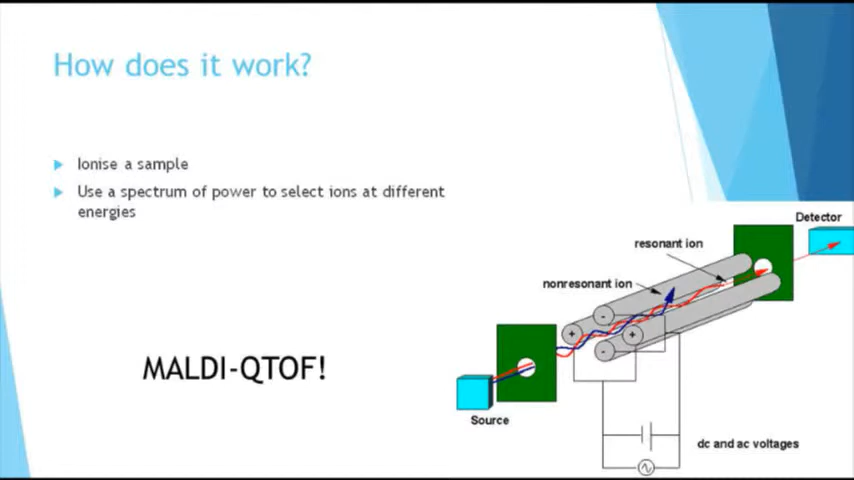 How does it work?
Ionise a sample
Use a spectrum of power to select ions at different
energies
MALDI-QTOF!
Detector
resonant ion
nonresonant ion
-
+
+
-
Source
dc and ac voltages